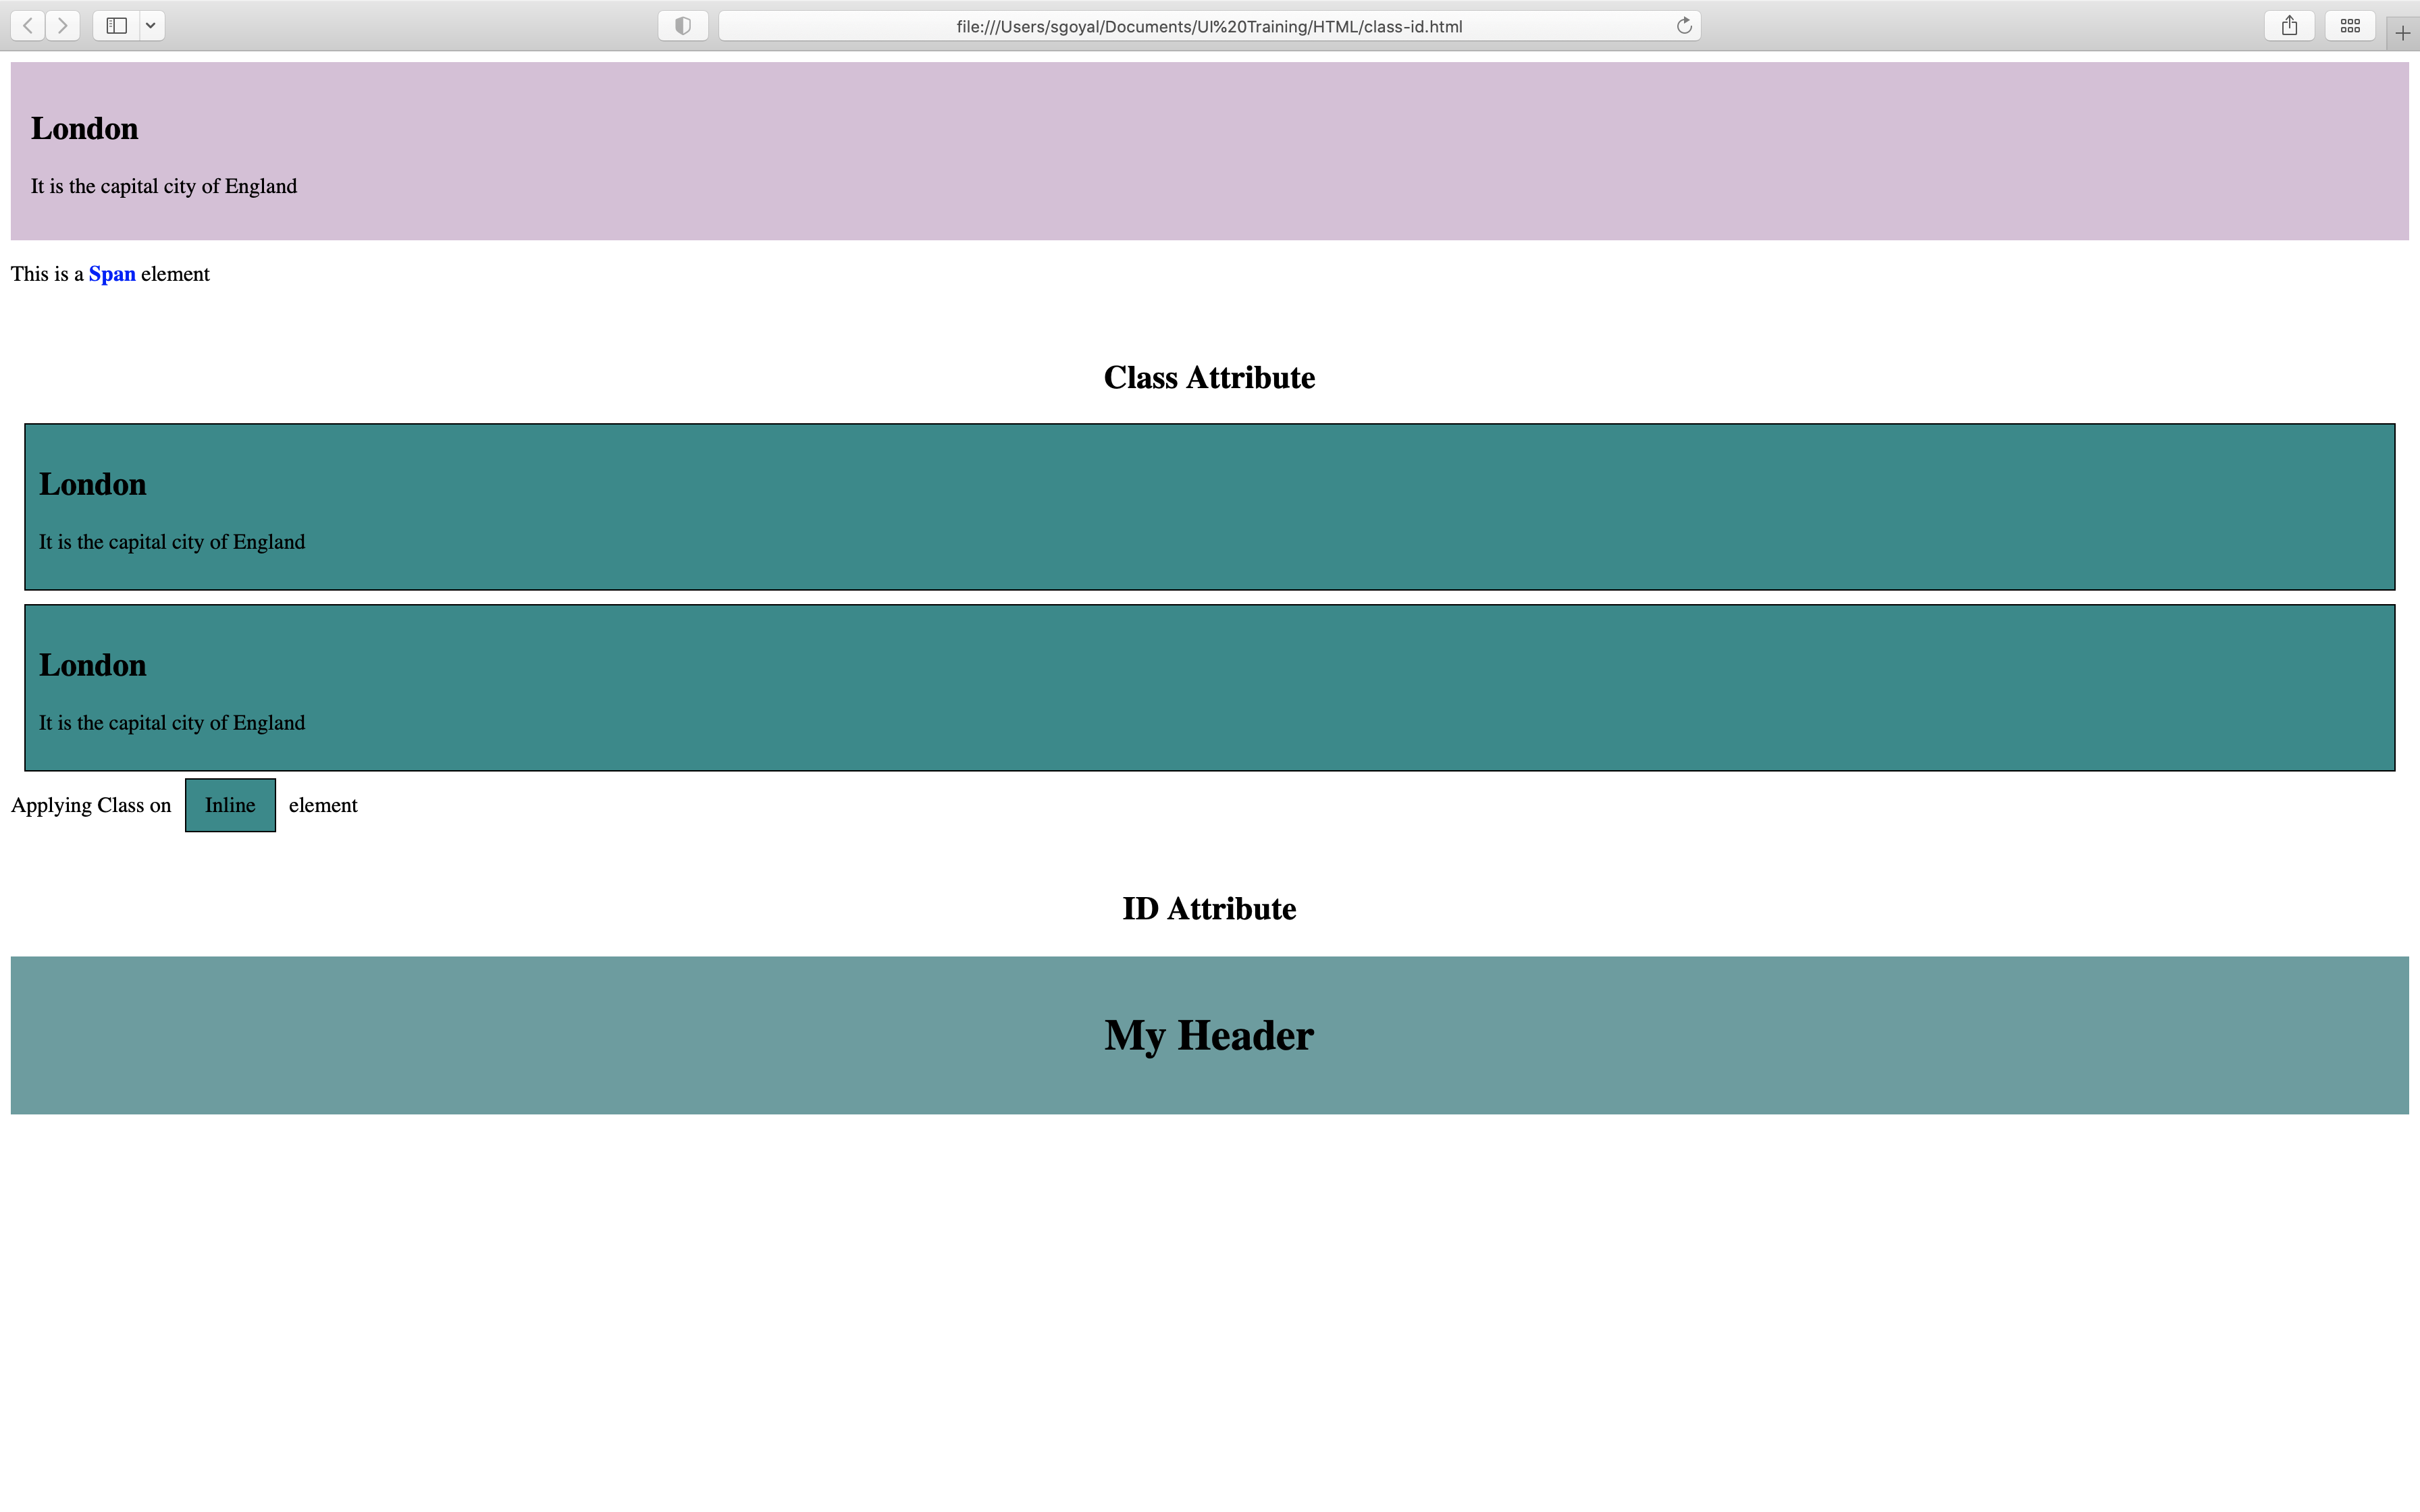 file:///Users/sgoyal/Documents/UI%20Training/HTML/class-id.html
London
It is the capital city of England
This is a Span element
Class Attribute
London
It is the capital city of England
London
It is the capital city of England
Applying Class on Inline element
ID Attribute
My Header